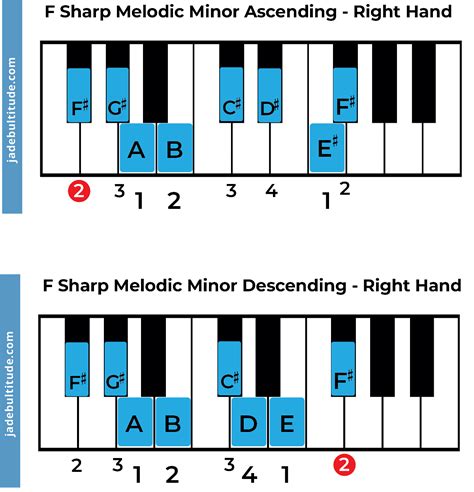 F Sharp Melodic Minor Ascending - Right Hand
jadebultitude.com
F# G# C# D# F#
A B E#
2 3 1 2 3 4 1 2
F Sharp Melodic Minor Descending - Right Hand
jadebultitude.com
F# G# C# F#
A B D E
2 3 1 2 3 4 1 2